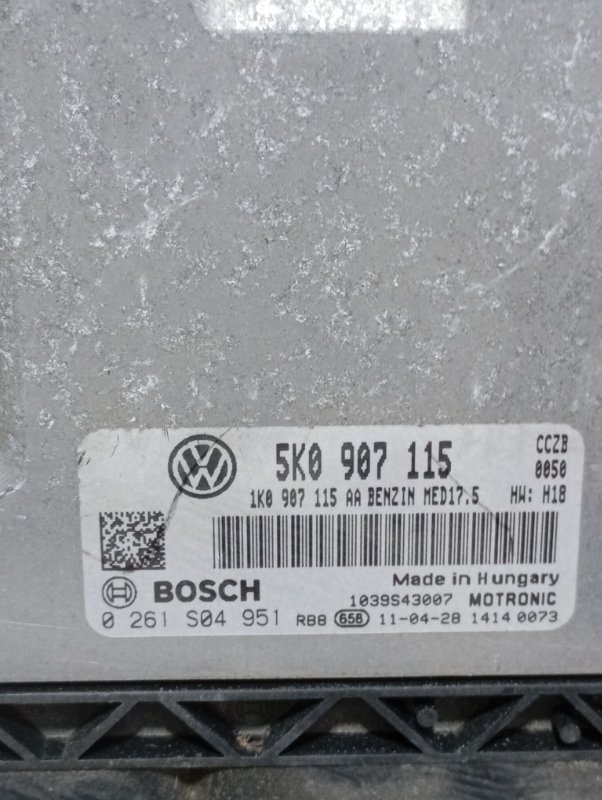 5K0 907 115
CCZB
0050
1K0 907 115 AA BENZIN MED17.5
HW: H18
Made in Hungary
BOSCH
1039S43007 MOTRONIC
0 261 S04 951 RB8 656 11-04-28 1414 0073